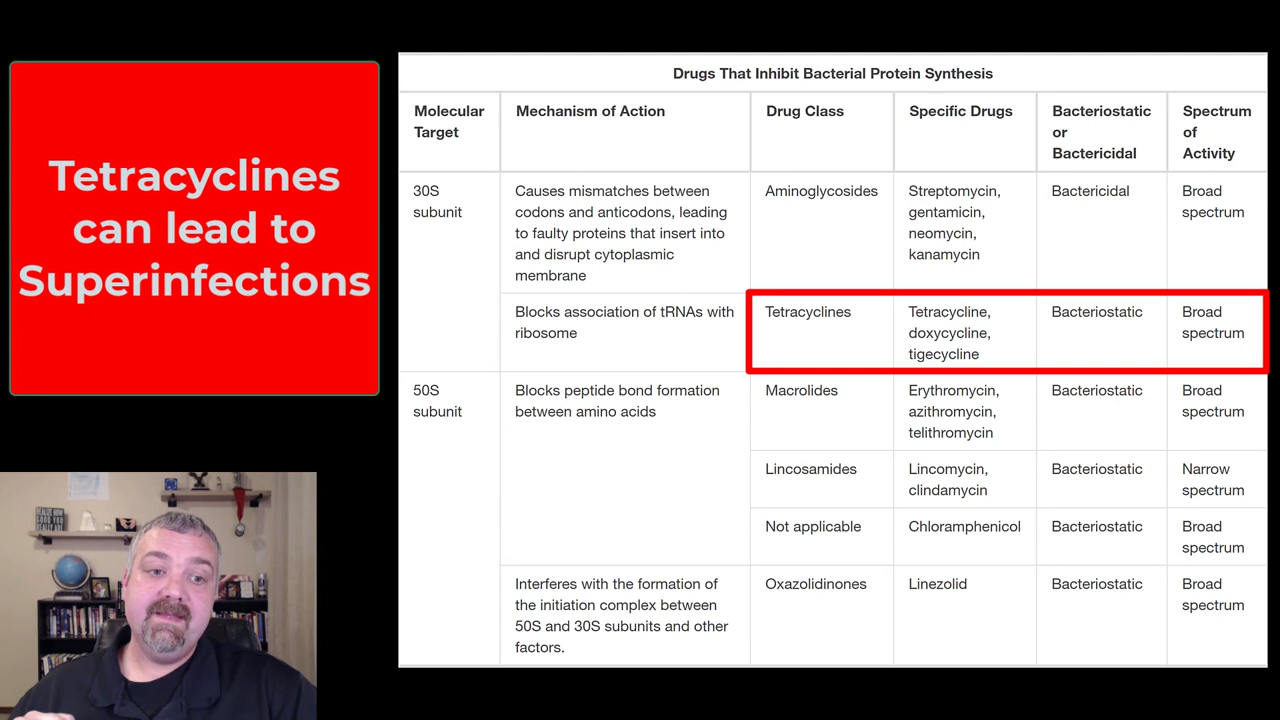 Tetracyclines
can lead to
Superinfections
Drugs That Inhibit Bacterial Protein Synthesis
Molecular
Target
Mechanism of Action
Drug Class
Specific Drugs
Bacteriostatic
or
Bactericidal
Spectrum
of
Activity
30S
subunit
Causes mismatches between
codons and anticodons, leading
to faulty proteins that insert into
and disrupt cytoplasmic
membrane
Aminoglycosides
Streptomycin,
gentamicin,
neomycin,
kanamycin
Bactericidal
Broad
spectrum
Blocks association of tRNAs with
ribosome
Tetracyclines
Tetracycline,
doxycycline,
tigecycline
Bacteriostatic
Broad
spectrum
50S
subunit
Blocks peptide bond formation
between amino acids
Macrolides
Erythromycin,
azithromycin,
telithromycin
Bacteriostatic
Broad
spectrum
Lincosamides
Lincomycin,
clindamycin
Bacteriostatic
Narrow
spectrum
Not applicable
Chloramphenicol
Bacteriostatic
Broad
spectrum
Interferes with the formation of
the initiation complex between
50S and 30S subunits and other
factors.
Oxazolidinones
Linezolid
Bacteriostatic
Broad
spectrum